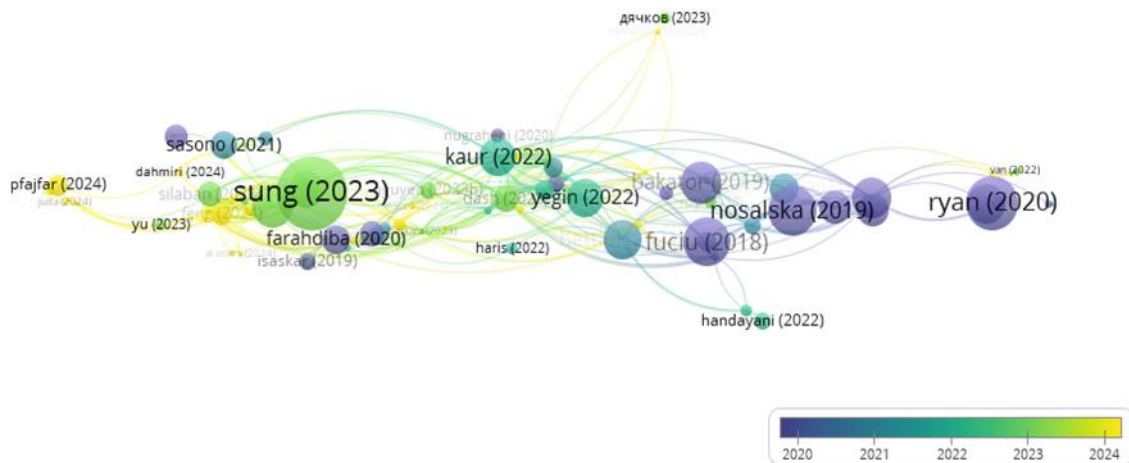 дячков (2023)
nugraheni (2020)
sasono (2021)
kaur (2022)
dahmiri (2024)
yan (2022)
pfajfar (2024)
bakator (2019)
sung (2023)
yegin (2022)
ryan (2020)
nosalska (2019)
yu (2023)
farahdiba (2020)
fuciu (2018)
haris (2022)
isaskar (2019)
handayani (2022)
2020 2021 2022 2023 2024